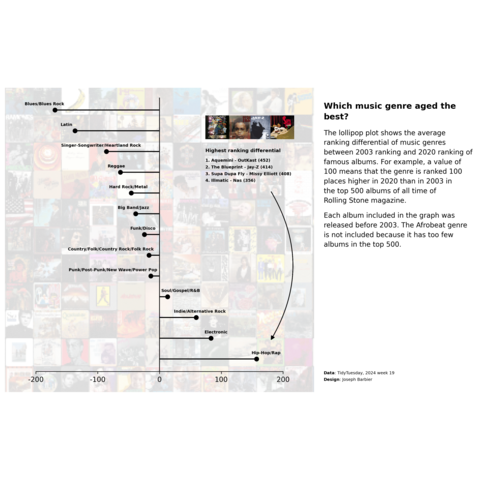 Blues/Blues Rock
Latin
Singer-Songwriter/Heartland Rock
Reggae
Hard Rock/Metal
Big Band/Jazz
Funk/Disco
Country/Folk/Country Rock/Folk Rock
Punk/Post-Punk/New Wave/Power Pop
Soul/Gospel/R&B
Indie/Alternative Rock
Electronic
Hip-Hop/Rap
-200
-100
0
100
200
Highest ranking differential
1. Aquemini - OutKast (452)
2. The Blueprint - Jay-Z (414)
3. Supa Dupa Fly - Missy Elliott (408)
4. Illmatic - Nas (356)
Which music genre aged the
best?
The lollipop plot shows the average
ranking differential of music genres
between 2003 ranking and 2020 ranking of
famous albums. For example, a value of
100 means that the genre is ranked 100
places higher in 2020 than in 2003 in
the top 500 albums of all time of
Rolling Stone magazine.
Each album included in the graph was
released before 2003. The Afrobeat genre
is not included because it has too few
albums in the top 500.
Data: TidyTuesday, 2024 week 19
Design: Joseph Barbier